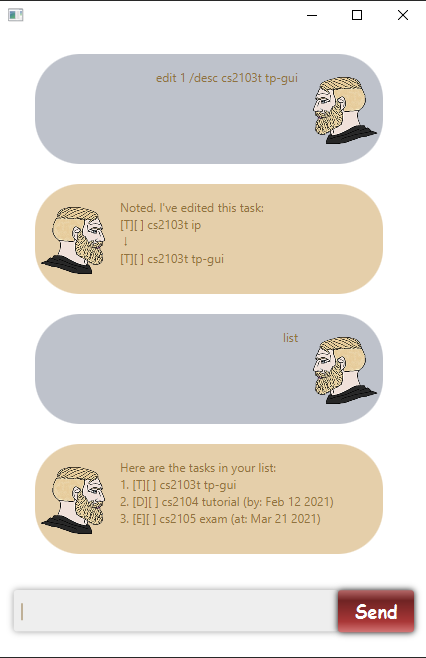 edit 1 /desc cs2103t tp-gui
Noted. I've edited this task:
[T][ ] cs2103t ip
↓
[T][ ] cs2103t tp-gui
list
Here are the tasks in your list:
1. [T][ ] cs2103t tp-gui
2. [D][ ] cs2104 tutorial (by: Feb 12 2021)
3. [E][ ] cs2105 exam (at: Mar 21 2021)
Send